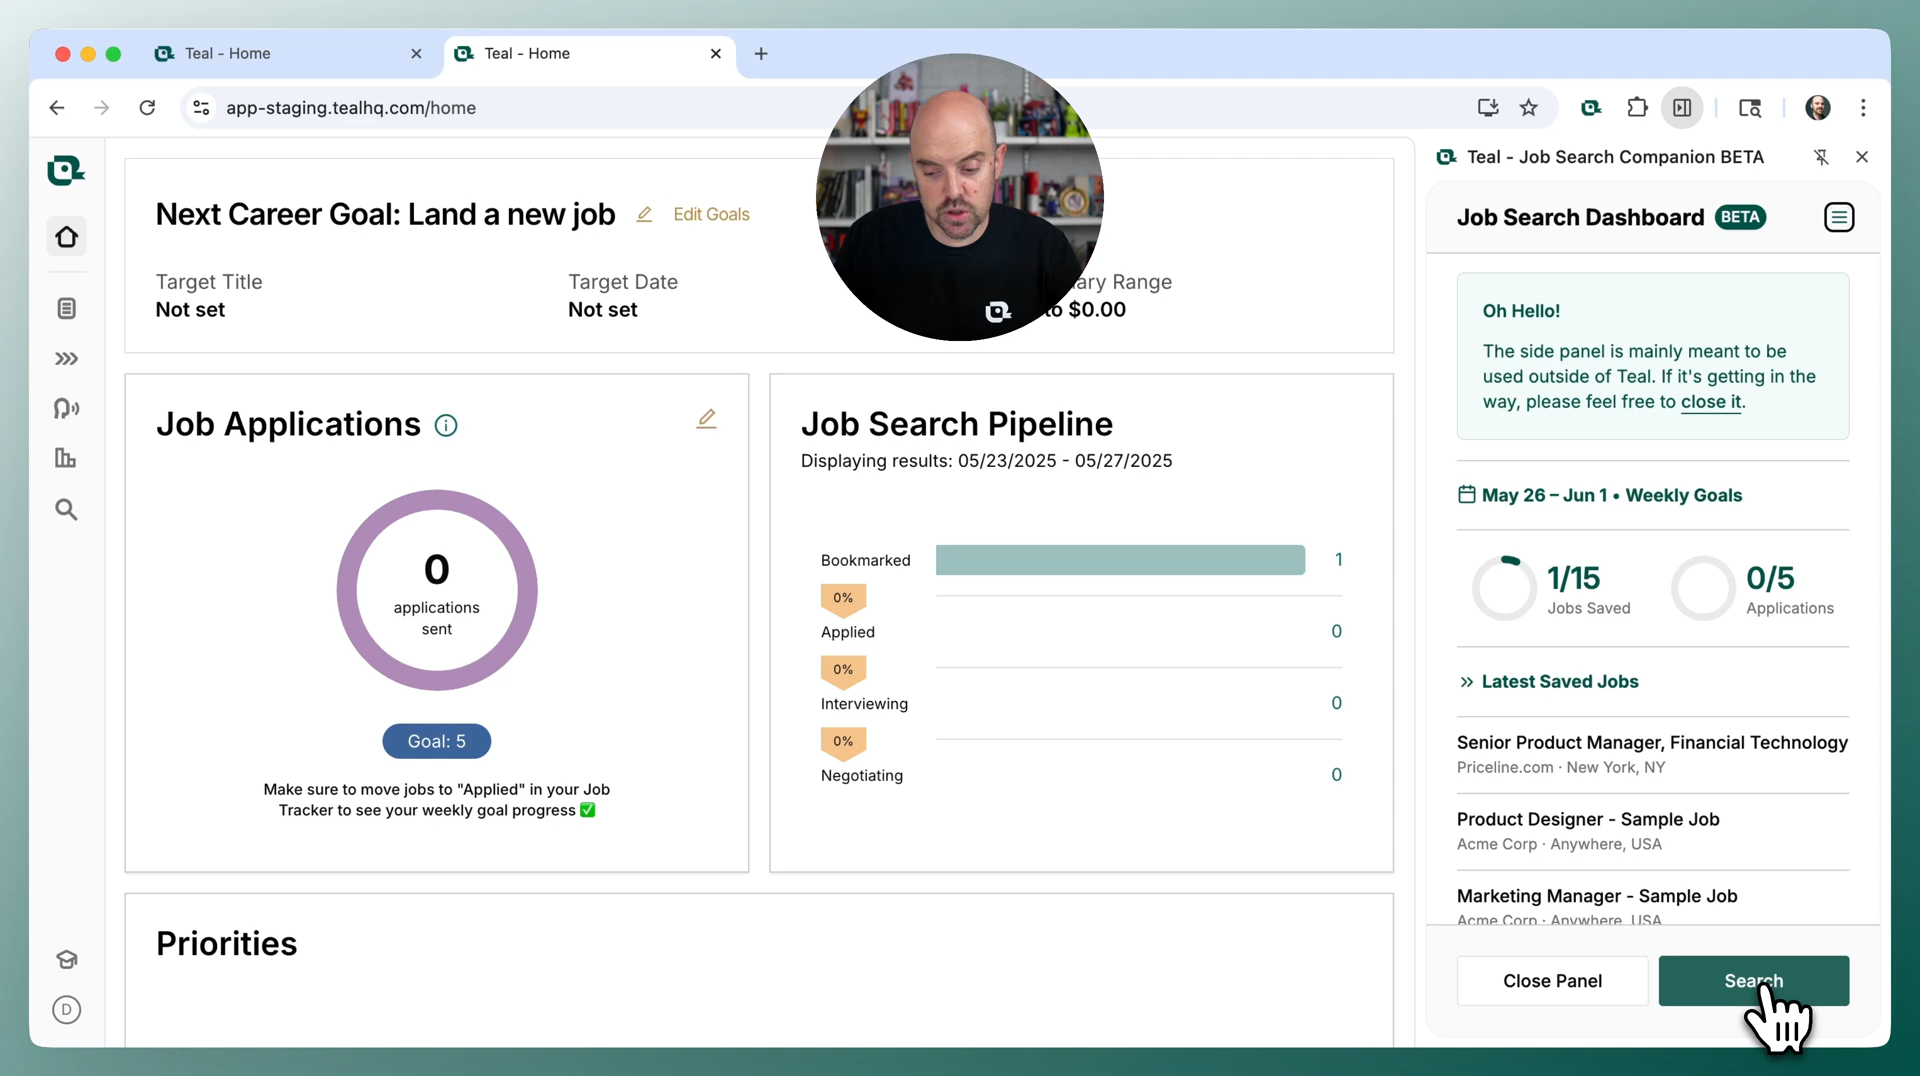 Teal - Home
Teal - Home
app-staging.tealhq.com/home
Teal - Job Search Companion BETA
Next Career Goal: Land a new job
Edit Goals
Target Title
Not set
Target Date
Not set
ary Range
to $0.00
Job Applications
0
applications
sent
Goal: 5
Make sure to move jobs to "Applied" in your Job
Tracker to see your weekly goal progress ✅
Job Search Pipeline
Displaying results: 05/23/2025 - 05/27/2025
Bookmarked 1
0%
Applied 0
0%
Interviewing 0
0%
Negotiating 0
Priorities
D
Job Search Dashboard BETA
Oh Hello!
The side panel is mainly meant to be
used outside of Teal. If it's getting in the
way, please feel free to close it.
May 26 – Jun 1 • Weekly Goals
1/15
Jobs Saved
0/5
Applications
Latest Saved Jobs
Senior Product Manager, Financial Technology
Priceline.com · New York, NY
Product Designer - Sample Job
Acme Corp · Anywhere, USA
Marketing Manager - Sample Job
Acme Corp · Anywhere, USA
Close Panel
Search